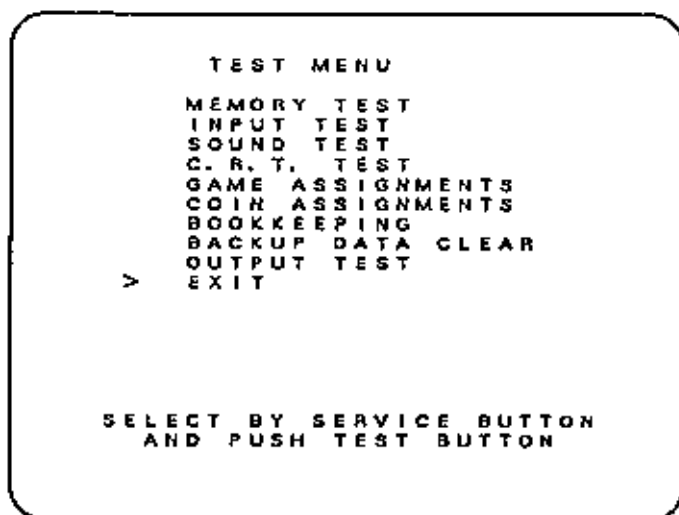 TEST MENU
MEMORY TEST
INPUT TEST
SOUND TEST
C.R.T. TEST
GAME ASSIGNMENTS
COIN ASSIGNMENTS
BOOKKEEPING
BACKUP DATA CLEAR
OUTPUT TEST
> EXIT
SELECT BY SERVICE BUTTON
AND PUSH TEST BUTTON